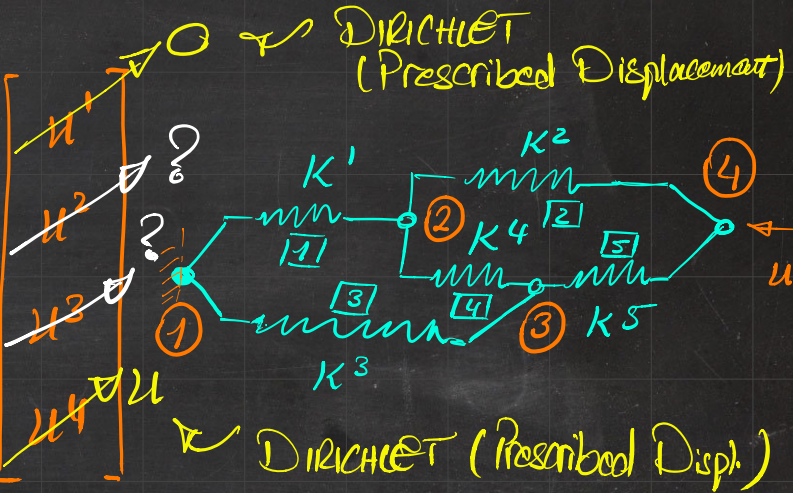 0 DIRICHLET
(Prescribed Displacement)
u¹
?
K¹
K²
4
u²
2
K4
1
2
5
?
u
u³
3
4
1
3
K5
K³
u4
u
DIRICHLET (Prescribed Displ.)